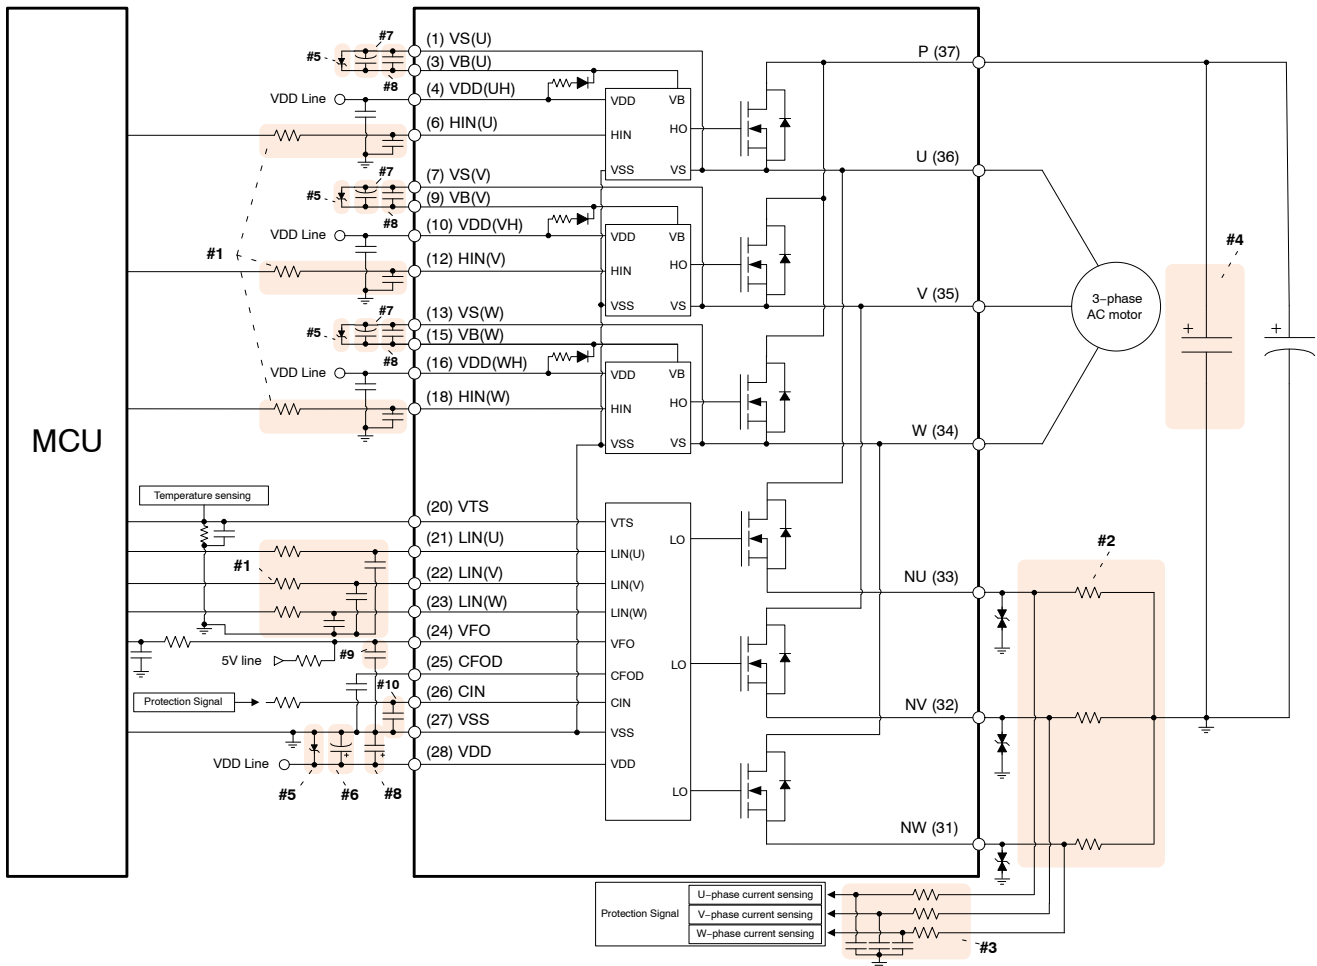 MCU
#7
#5
#8
(1) VS(U)
(3) VB(U)
VDD Line
(4) VDD(UH)
(6) HIN(U)
VDD
VB
HIN
HO
VSS
VS
P (37)
U (36)
#7
#5
#8
(7) VS(V)
(9) VB(V)
VDD Line
(10) VDD(VH)
#1
(12) HIN(V)
VDD
VB
HIN
HO
VSS
VS
V (35)
3−phase
AC motor
#4
+
+
#7
#5
#8
(13) VS(W)
(15) VB(W)
VDD Line
(16) VDD(WH)
(18) HIN(W)
VDD
VB
HIN
HO
VSS
VS
W (34)
Temperature sensing
(20) VTS
(21) LIN(U)
#1
(22) LIN(V)
(23) LIN(W)
(24) VFO
5V line
#9
(25) CFOD
#10
Protection Signal
(26) CIN
(27) VSS
VDD Line
+
+
(28) VDD
#5
#6
#8
VTS
LIN(U)
LIN(V)
LIN(W)
VFO
CFOD
CIN
VSS
VDD
LO
LO
LO
NU (33)
NV (32)
NW (31)
#2
Protection Signal
U−phase current sensing
V−phase current sensing
W−phase current sensing
#3